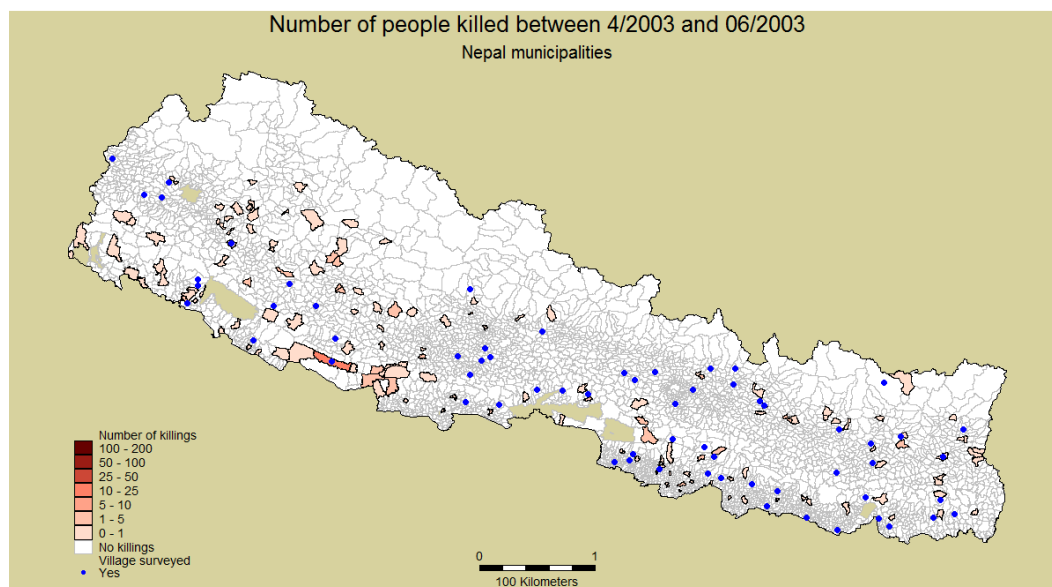 Number of people killed between 4/2003 and 06/2003
Nepal municipalities
Number of killings
100 - 200
50 - 100
25 - 50
10 - 25
5 - 10
1 - 5
0 - 1
No killings
Village surveyed
Yes
0 1
100 Kilometers